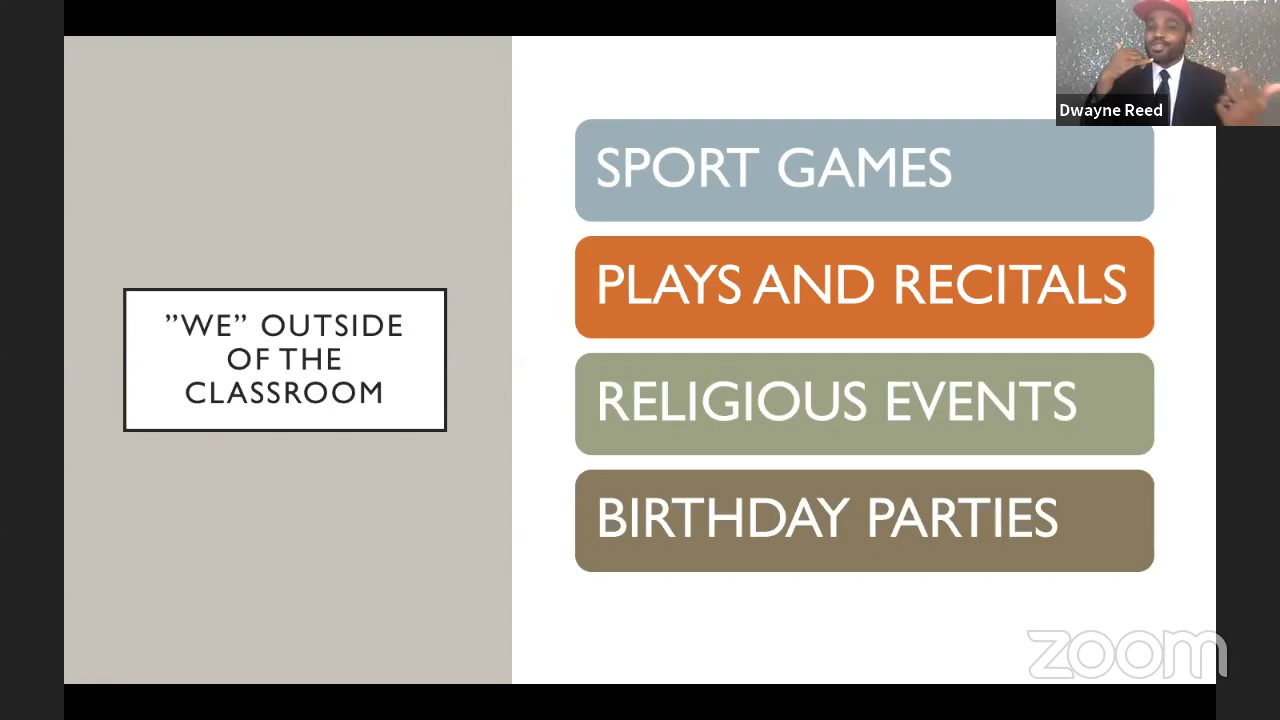 Dwayne Reed
SPORT GAMES
PLAYS AND RECITALS
RELIGIOUS EVENTS
BIRTHDAY PARTIES
”WE” OUTSIDE
OF THE
CLASSROOM
zoom